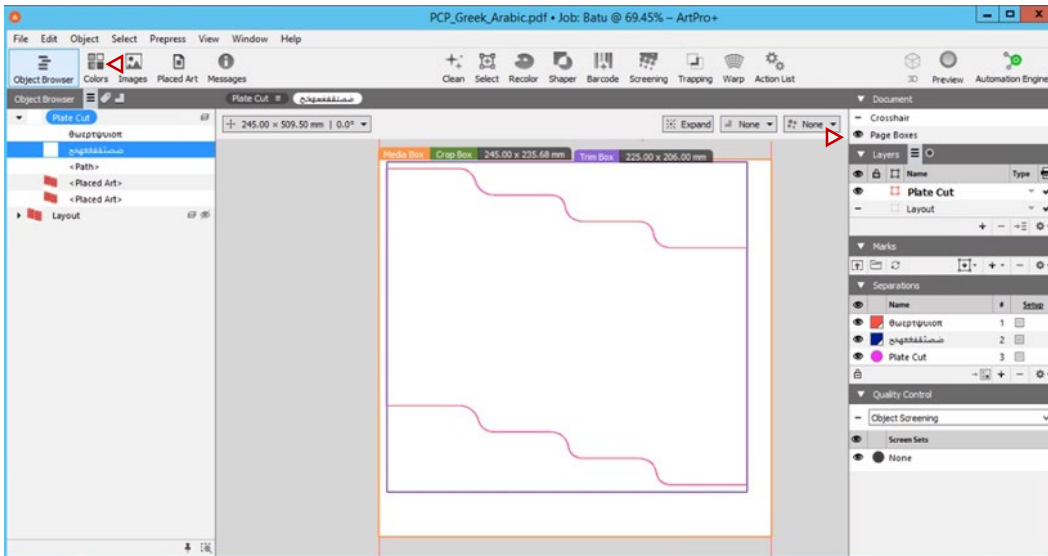 PCP_Greek_Arabic.pdf • Job: Batu @ 69.45% – ArtPro+
File Edit Object Select Prepress View Window Help
Object Browser Colors Images Placed Art Messages
Clean Select Recolor Shaper Barcode Screening Trapping Warp Action List
3D Preview Automation Engine
Object Browser
Plate Cut
θωερτψυιοπ
<Path>
<Placed Art>
<Placed Art>
Layout
Plate Cut
245.00 × 509.50 mm | 0.0°
Expand None None
Media Box Crop Box 245.00 x 235.68 mm Trim Box 225.00 x 206.00 mm
Document
Crosshair
Page Boxes
Layers
Name Type
Plate Cut
Layout
Marks
Separations
Name # Setup
θωερτψυιοπ 1
2
Plate Cut 3
Quality Control
Object Screening
Screen Sets
None